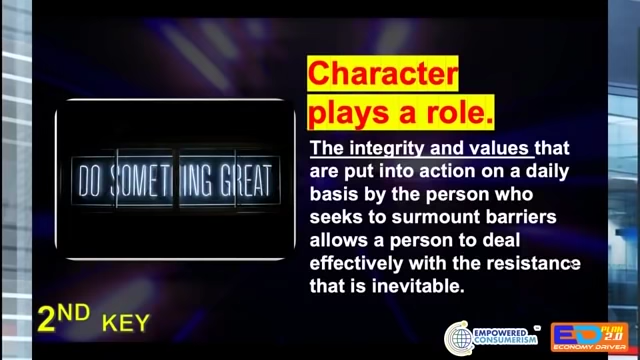 Character
plays a role.
DO SOMETHING GREAT
The integrity and values that
are put into action on a daily
basis by the person who
seeks to surmount barriers
allows a person to deal
effectively with the resistance
that is inevitable.
2ND KEY
EMPOWERED
CONSUMERISM
ED PLAN
2.0
ECONOMY DRIVER